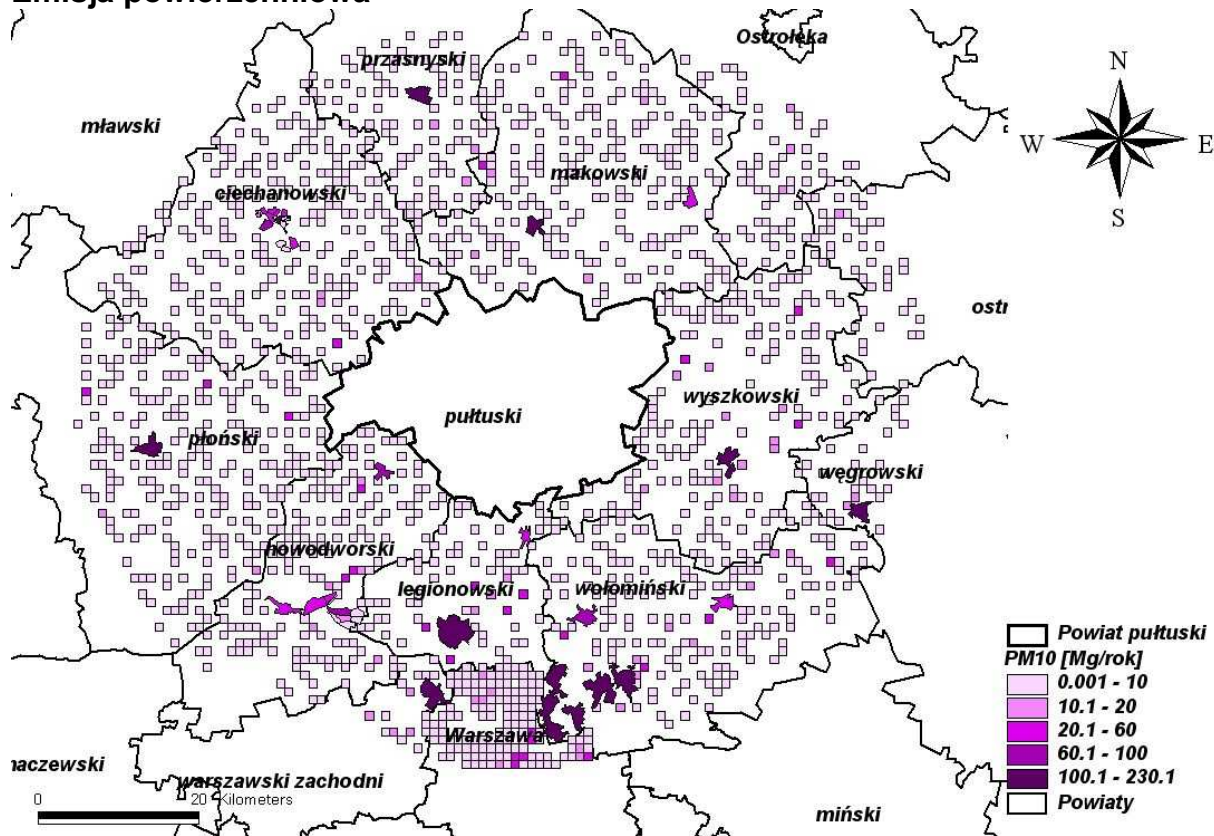 Emisja powierzchniowa
Ostrołęka
przasnyski
N
mławski
W
E
makowski
ciechanowski
S
ostr
wyszkowski
pułtuski
płoński
węgrowski
howodworski
legionowski
wołomiński
Powiat pułtuski
PM10 [Mg/rok]
0.001 - 10
10.1 - 20
20.1 - 60
60.1 - 100
100.1 - 230.1
Powiaty
Warszawa
naczewski
warszawski zachodni
0 20 Kilometers
miński